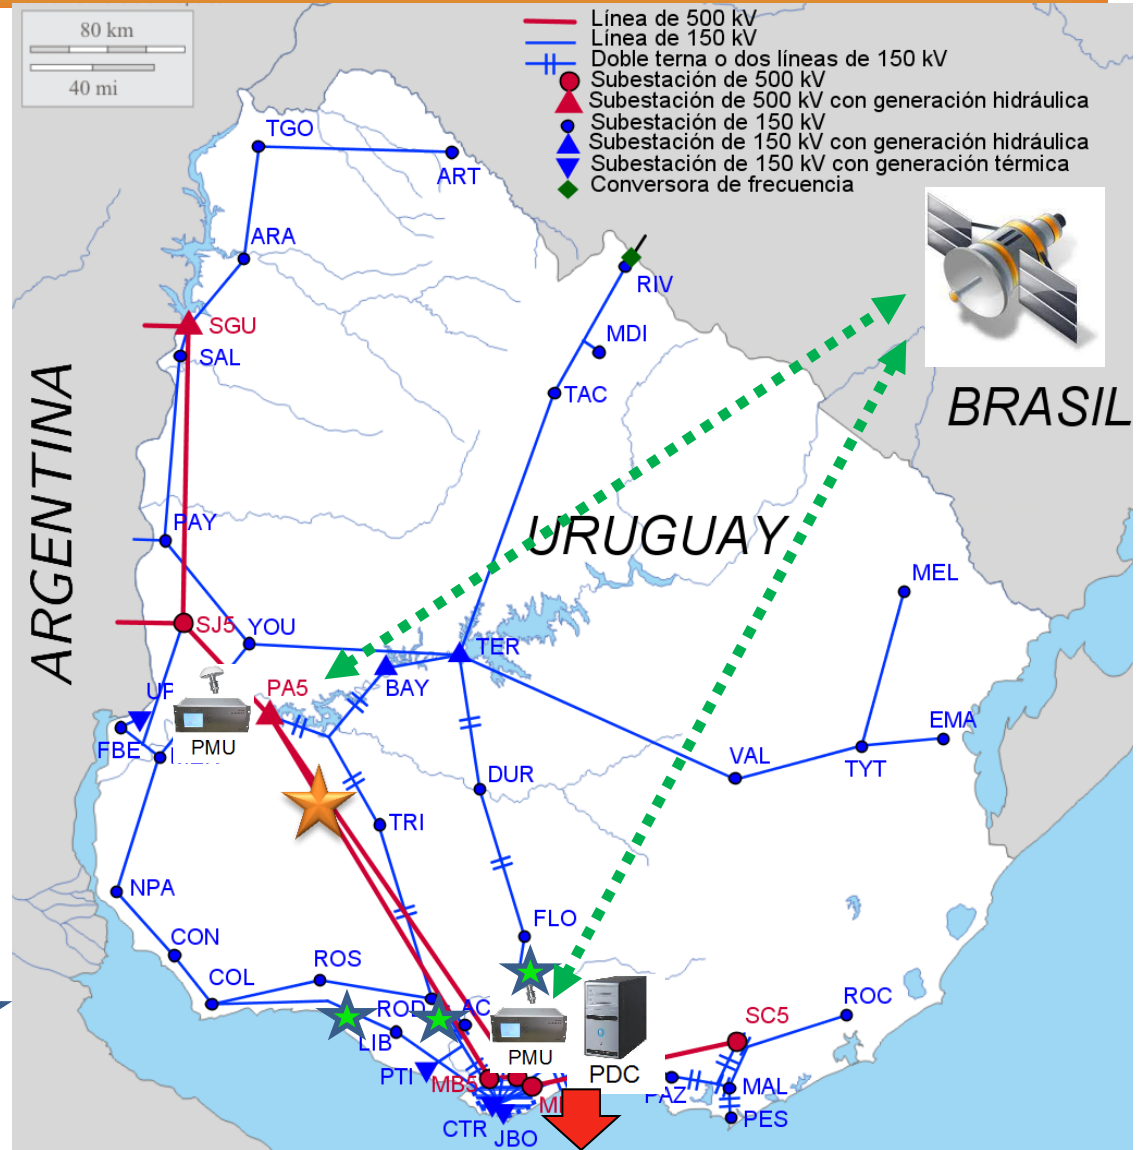 80 km
40 mi
Línea de 500 kV
Línea de 150 kV
Doble terna o dos líneas de 150 kV
Subestación de 500 kV
Subestación de 500 kV con generación hidráulica
Subestación de 150 kV
Subestación de 150 kV con generación hidráulica
Subestación de 150 kV con generación térmica
Conversora de frecuencia
TGO
ART
ARA
RIV
SGU
MDI
SAL
TAC
BRASIL
ARGENTINA
PAY
URUGUAY
MEL
SJ5
YOU
TER
BAY
PA5
UP
PMU
FBE
EMA
VAL
TYT
DUR
TRI
NPA
FLO
CON
ROS
COL
ROC
ROD
AC
SC5
LIB
PMU
PDC
PTI
MB5
MAL
PAZ
PES
CTR
JBO